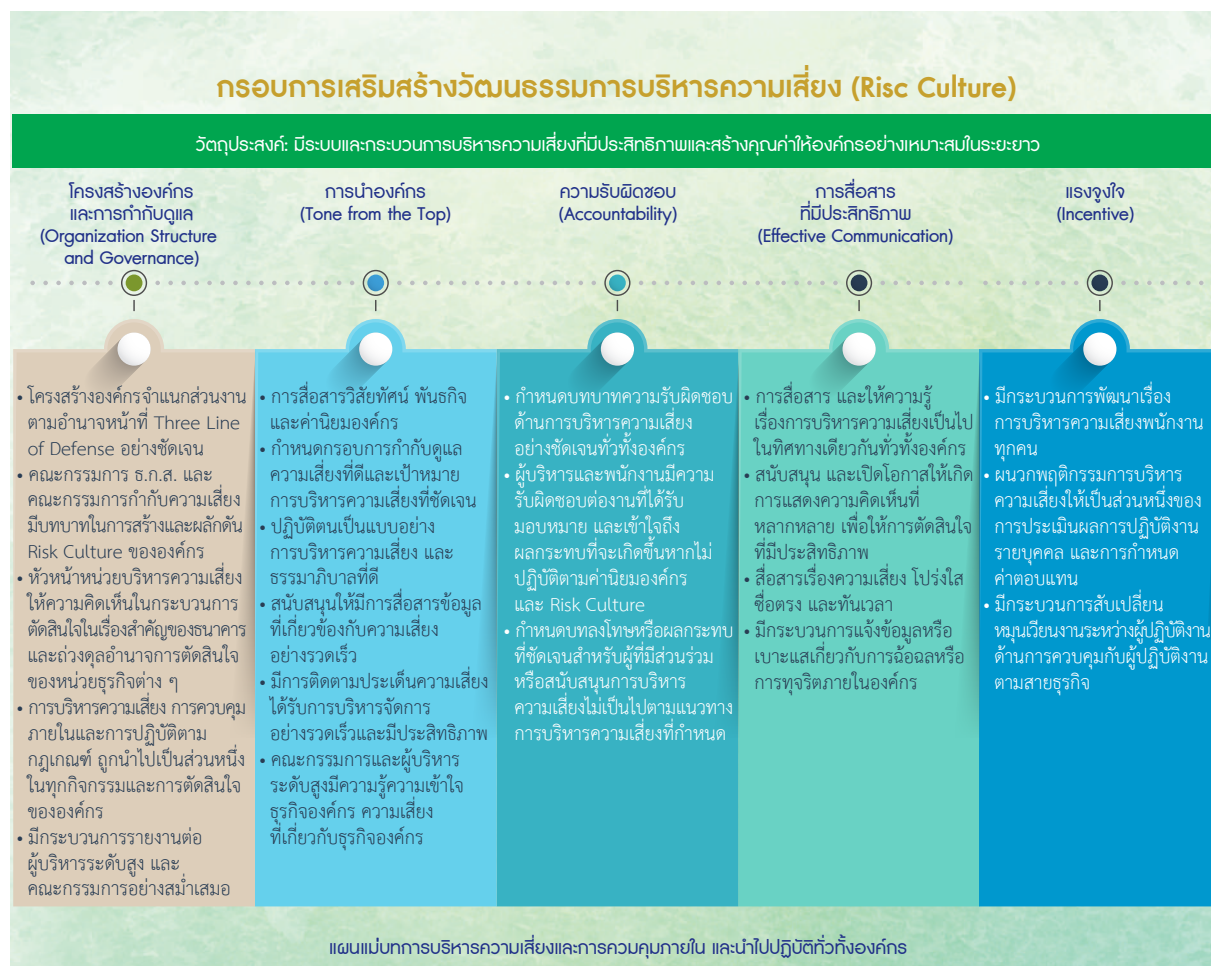 กรอบการเสริมสร้างวัฒนธรรมการบริหารความเสี่ยง (Risc Culture)
วัตถุประสงค์: มีระบบและกระบวนการบริหารความเสี่ยงที่มีประสิทธิภาพและสร้างคุณค่าให้องค์กรอย่างเหมาะสมในระยะยาว
โครงสร้างองค์กร
และการกำกับดูแล
(Organization Structure
and Governance)
• โครงสร้างองค์กรจำแนกส่วนงาน
ตามอำนาจหน้าที่ Three Line
of Defense อย่างชัดเจน
• คณะกรรมการ ธ.ก.ส. และ
คณะกรรมการกำกับความเสี่ยง
มีบทบาทในการสร้างและผลักดัน
Risk Culture ขององค์กร
• หัวหน้าหน่วยบริหารความเสี่ยง
ให้ความคิดเห็นในกระบวนการ
ตัดสินใจในเรื่องสำคัญของธนาคาร
และถ่วงดุลอำนาจการตัดสินใจ
ของหน่วยธุรกิจต่าง ๆ
• การบริหารความเสี่ยง การควบคุม
ภายในและการปฏิบัติตาม
กฎเกณฑ์ ถูกนำไปเป็นส่วนหนึ่ง
ในทุกกิจกรรมและการตัดสินใจ
ขององค์กร
• มีกระบวนการรายงานต่อ
ผู้บริหารระดับสูง และ
คณะกรรมการอย่างสม่ำเสมอ
การนำองค์กร
(Tone from the Top)
• การสื่อสารวิสัยทัศน์ พันธกิจ
และค่านิยมองค์กร
• กำหนดกรอบการกำกับดูแล
ความเสี่ยงที่ดีและเป้าหมาย
การบริหารความเสี่ยงที่ชัดเจน
• ปฏิบัติตนเป็นแบบอย่าง
การบริหารความเสี่ยง และ
ธรรมาภิบาลที่ดี
• สนับสนุนให้มีการสื่อสารข้อมูล
ที่เกี่ยวข้องกับความเสี่ยง
อย่างรวดเร็ว
• มีการติดตามประเด็นความเสี่ยง
ได้รับการบริหารจัดการ
อย่างรวดเร็วและมีประสิทธิภาพ
• คณะกรรมการและผู้บริหาร
ระดับสูงมีความรู้ความเข้าใจ
ธุรกิจองค์กร ความเสี่ยง
ที่เกี่ยวกับธุรกิจองค์กร
ความรับผิดชอบ
(Accountability)
• กำหนดบทบาทความรับผิดชอบ
ด้านการบริหารความเสี่ยง
อย่างชัดเจนทั่วทั้งองค์กร
• ผู้บริหารและพนักงานมีความ
รับผิดชอบต่องานที่ได้รับ
มอบหมาย และเข้าใจถึง
ผลกระทบที่จะเกิดขึ้นหากไม่
ปฏิบัติตามค่านิยมองค์กร
และ Risk Culture
• กำหนดบทลงโทษหรือผลกระทบ
ที่ชัดเจนสำหรับผู้ที่มีส่วนร่วม
หรือสนับสนุนการบริหาร
ความเสี่ยงไม่เป็นไปตามแนวทาง
การบริหารความเสี่ยงที่กำหนด
การสื่อสาร
ที่มีประสิทธิภาพ
(Effective Communication)
• การสื่อสาร และให้ความรู้
เรื่องการบริหารความเสี่ยงเป็นไป
ในทิศทางเดียวกันทั่วทั้งองค์กร
• สนับสนุน และเปิดโอกาสให้เกิด
การแสดงความคิดเห็นที่
หลากหลาย เพื่อให้การตัดสินใจ
ที่มีประสิทธิภาพ
• สื่อสารเรื่องความเสี่ยง โปร่งใส
ซื่อตรง และทันเวลา
• มีกระบวนการแจ้งข้อมูลหรือ
เบาะแสเกี่ยวกับการฉ้อฉลหรือ
การทุจริตภายในองค์กร
แรงจูงใจ
(Incentive)
• มีกระบวนการพัฒนาเรื่อง
การบริหารความเสี่ยงพนักงาน
ทุกคน
• ผนวกพฤติกรรมการบริหาร
ความเสี่ยงให้เป็นส่วนหนึ่งของ
การประเมินผลการปฏิบัติงาน
รายบุคคล และการกำหนด
ค่าตอบแทน
• มีกระบวนการสับเปลี่ยน
หมุนเวียนงานระหว่างผู้ปฏิบัติงาน
ด้านการควบคุมกับผู้ปฏิบัติงาน
ตามสายธุรกิจ
แผนแม่บทการบริหารความเสี่ยงและการควบคุมภายใน และนำไปปฏิบัติทั่วทั้งองค์กร